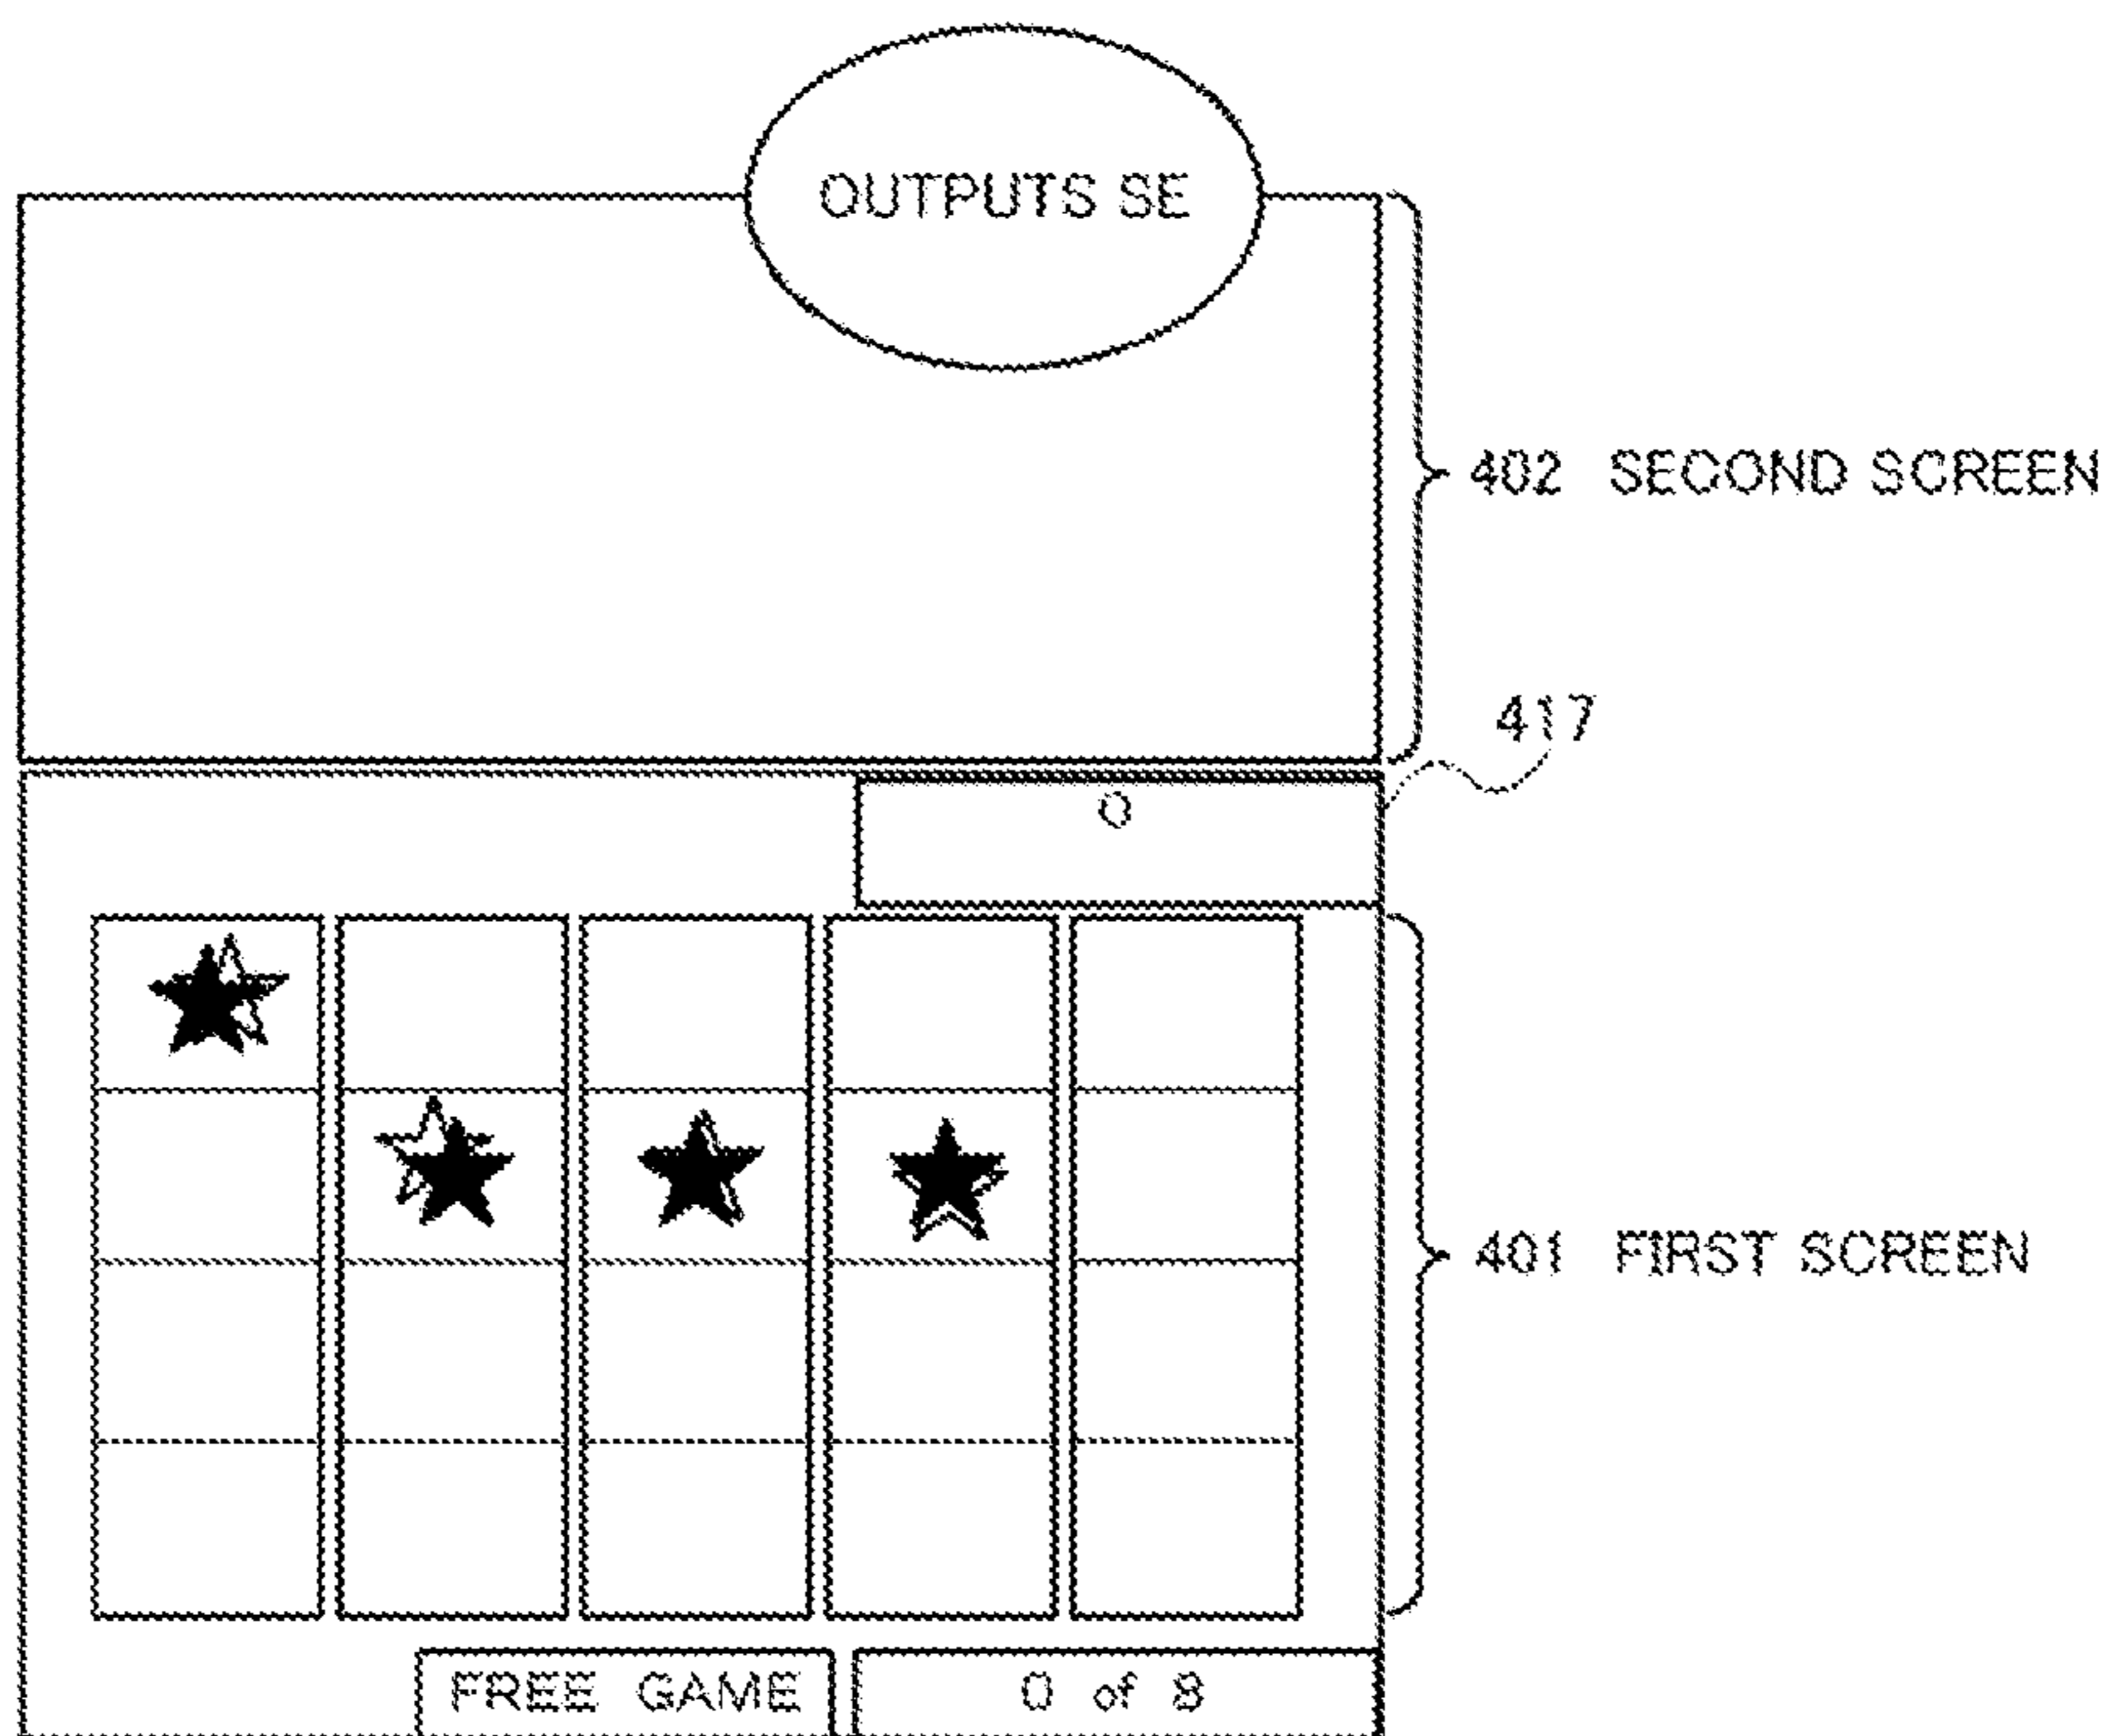 OUTPUTS SE
402 SECOND SCREEN
417
0
401 FIRST SCREEN
FREE GAME
0 of 8